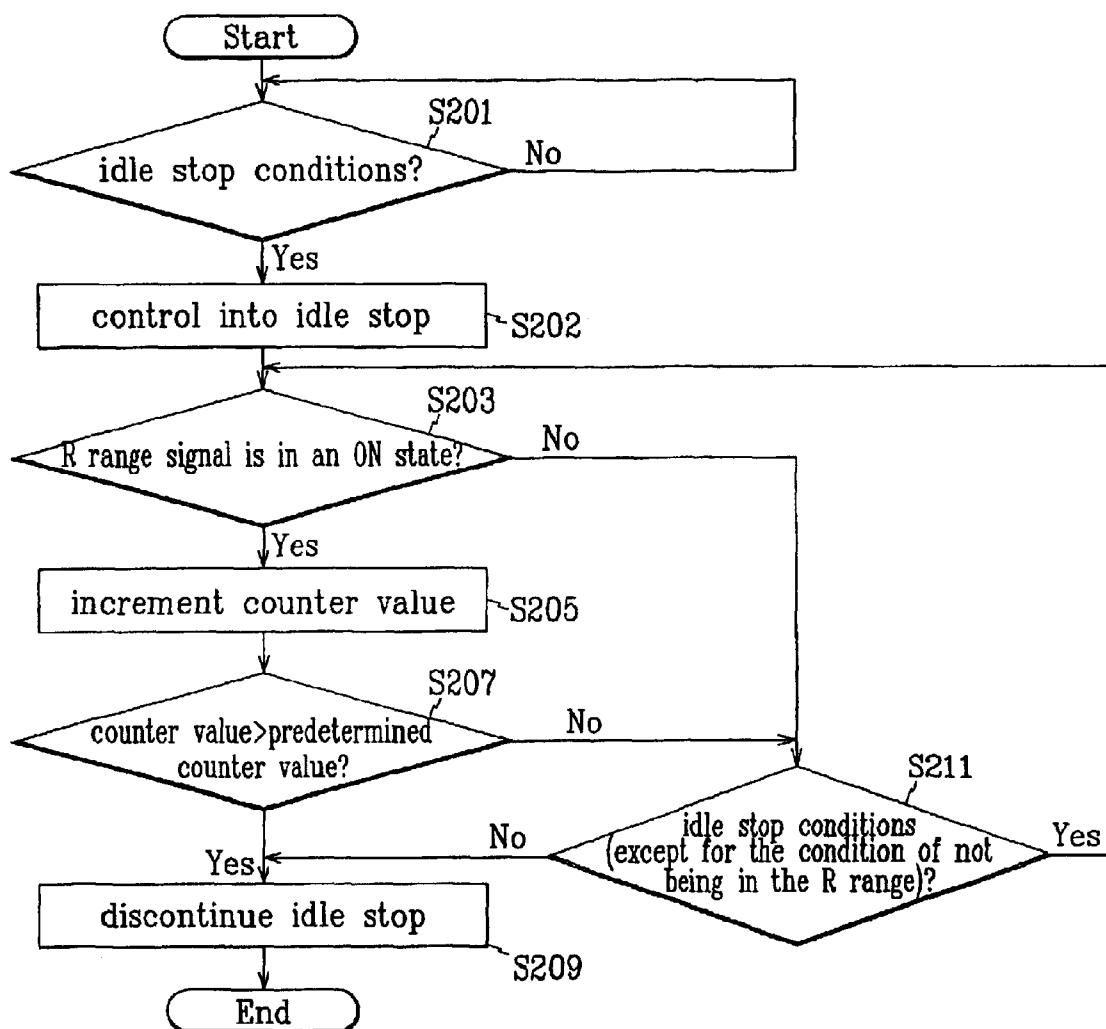 Start
S201
idle stop conditions?
No
Yes
control into idle stop
S202
S203
R range signal is in an ON state?
No
Yes
increment counter value
S205
S207
counter value>predetermined
counter value?
No
S211
idle stop conditions
(except for the condition of not
being in the R range)?
No
Yes
Yes
discontinue idle stop
S209
End